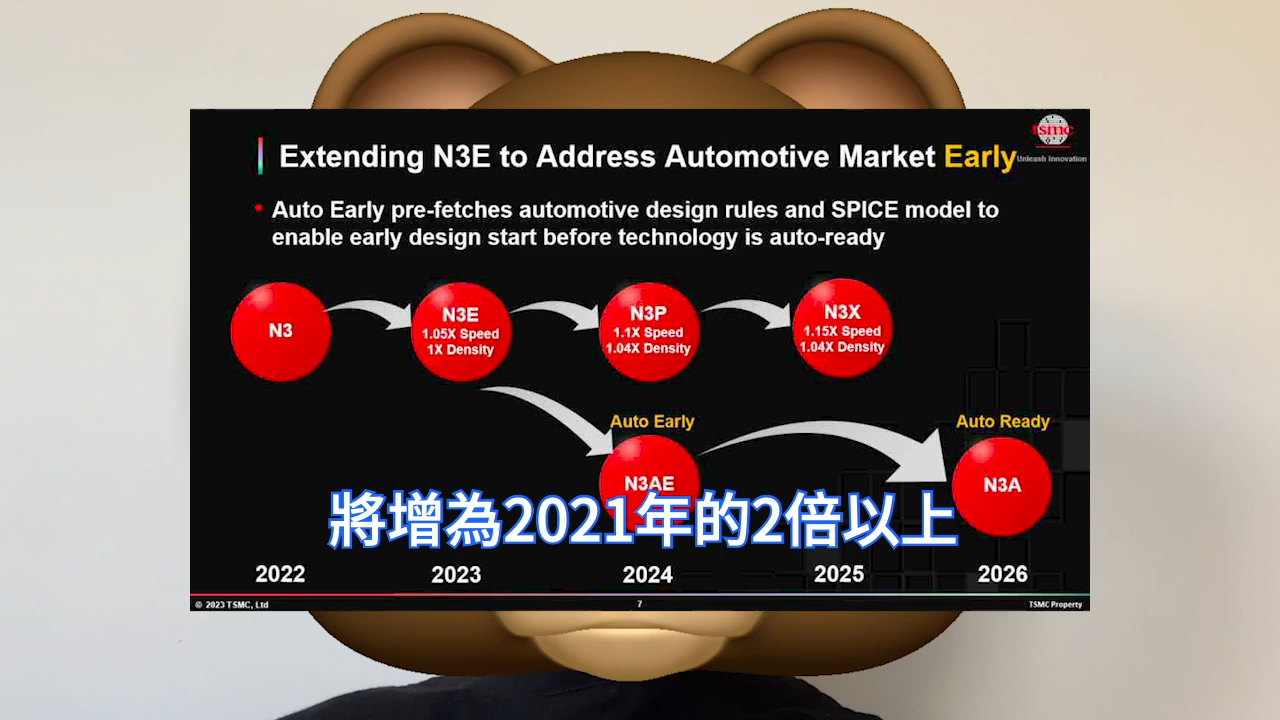 tsmc
Unleash Innovation
Extending N3E to Address Automotive Market Early
• Auto Early pre-fetches automotive design rules and SPICE model to
enable early design start before technology is auto-ready
N3
N3E
1.05X Speed
1X Density
N3P
1.1X Speed
1.04X Density
N3X
1.15X Speed
1.04X Density
Auto Early
N3AE
Auto Ready
N3A
將增為2021年的2倍以上
2022
2023
2024
2025
2026
© 2023 TSMC, Ltd
7
TSMC Property